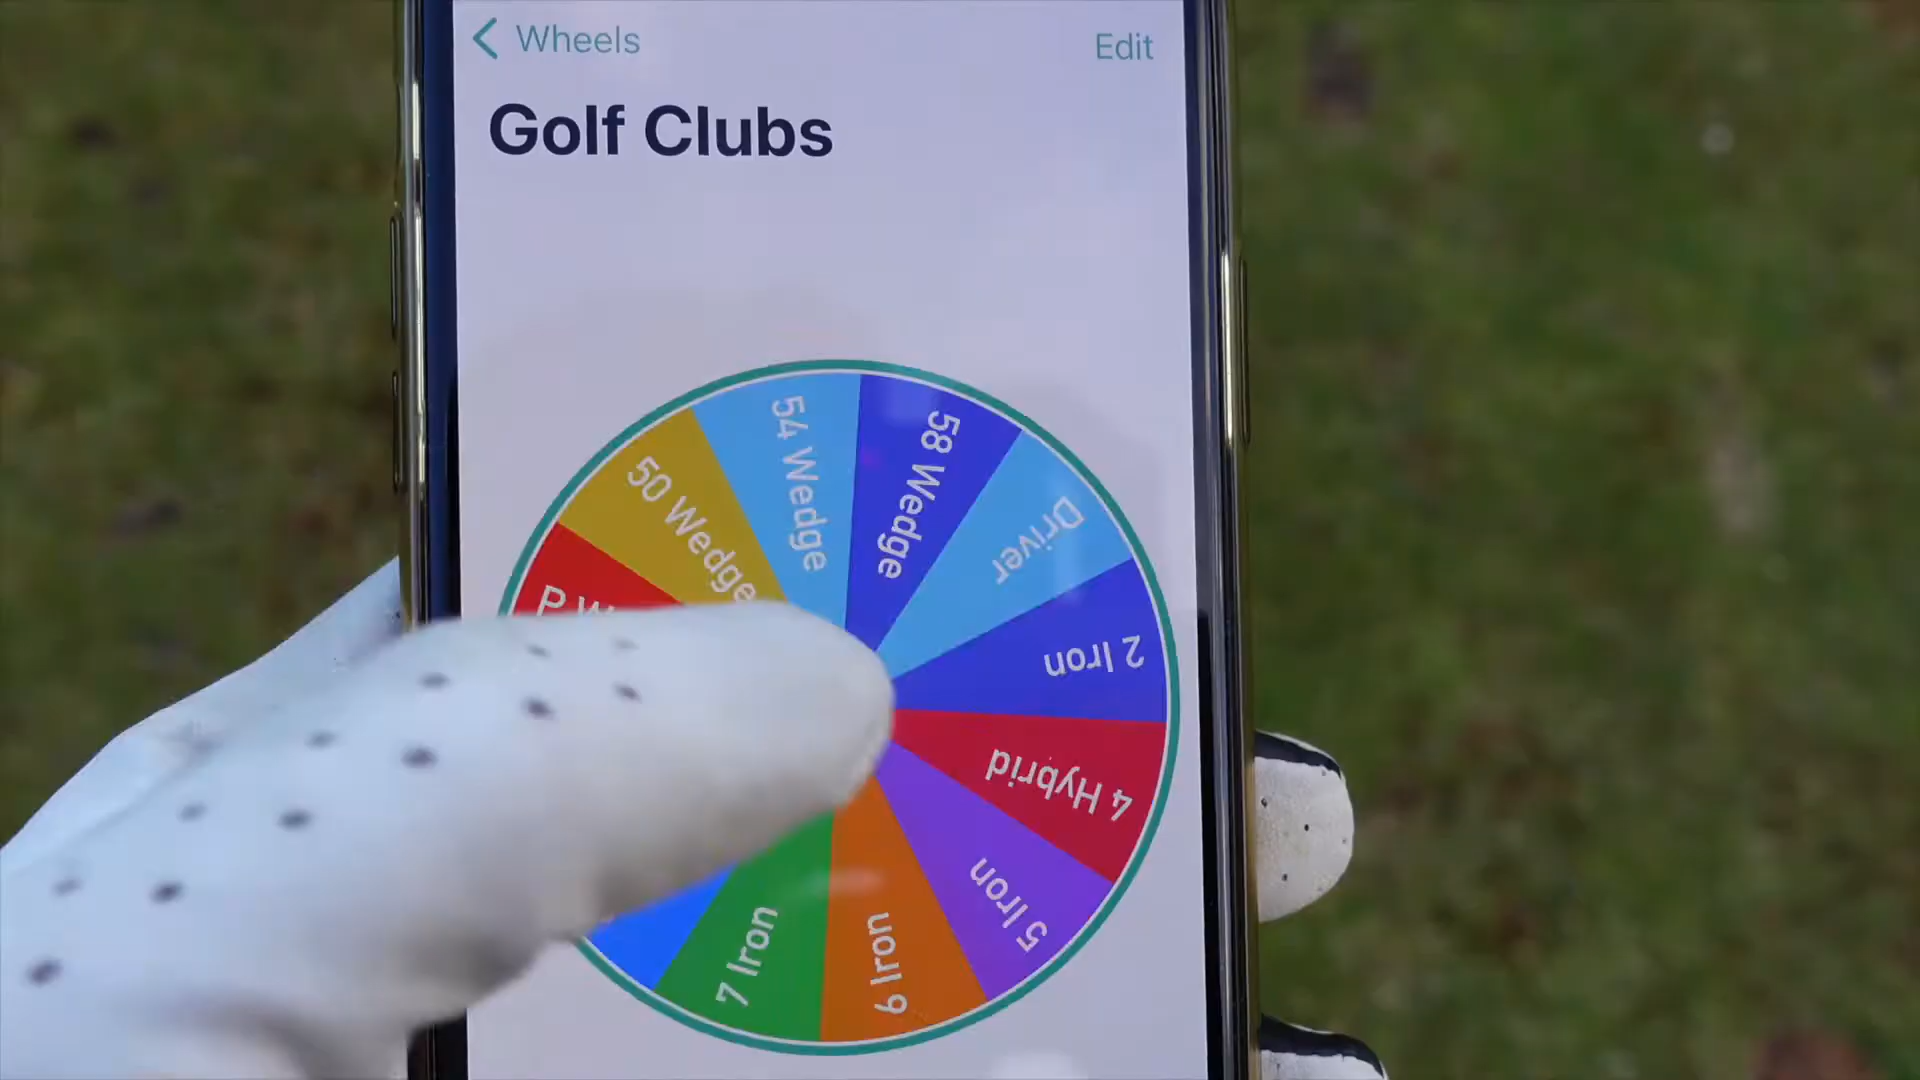 Wheels
Edit
Golf Clubs
54 Wedge
58 Wedge
Driver
2 Iron
4 Hybrid
5 Iron
6 Iron
7 Iron
P
50 Wedge